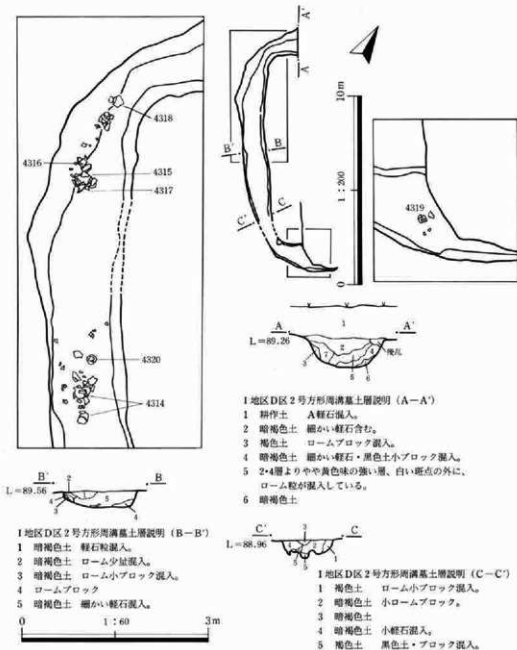 4318
4316
4315
4317
4320
4314
A'
A
B'
B
C
C'
10m
1:200
0
4319
1
A
A'
L=89.26
2
4
7
3
5
6
攪乱
I地区D区2号方形周溝墓土層説明(A-A')
1 耕作土 A軽石混入。
2 暗褐色土 細かい軽石含む。
3 褐色土 ロームブロック混入。
4 暗褐色土 細かい軽石・黒色土小ブロック混入。
5 2・4層よりやや黄色味の強い層、白い斑点の外に、
ローム粒が混入している。
6 暗褐色土
B'
B
L=89.56
2
1
5
3
4
I地区D区2号方形周溝墓土層説明(B-B')
1 暗褐色土 軽石粒混入。
2 暗褐色土 ローム少量混入。
3 暗褐色土 ローム小ブロック混入。
4 ロームブロック
5 暗褐色土 細かい軽石混入。
0
1:60
3m
C'
C
L=88.96
3
2
4
5
1
I地区D区2号方形周溝墓土層説明(C-C')
1 褐色土 ローム小ブロック混入。
2 暗褐色土 小ロームブロック。
3 暗褐色土
4 暗褐色土 小軽石混入。
5 褐色土 黒色土・ブロック混入。